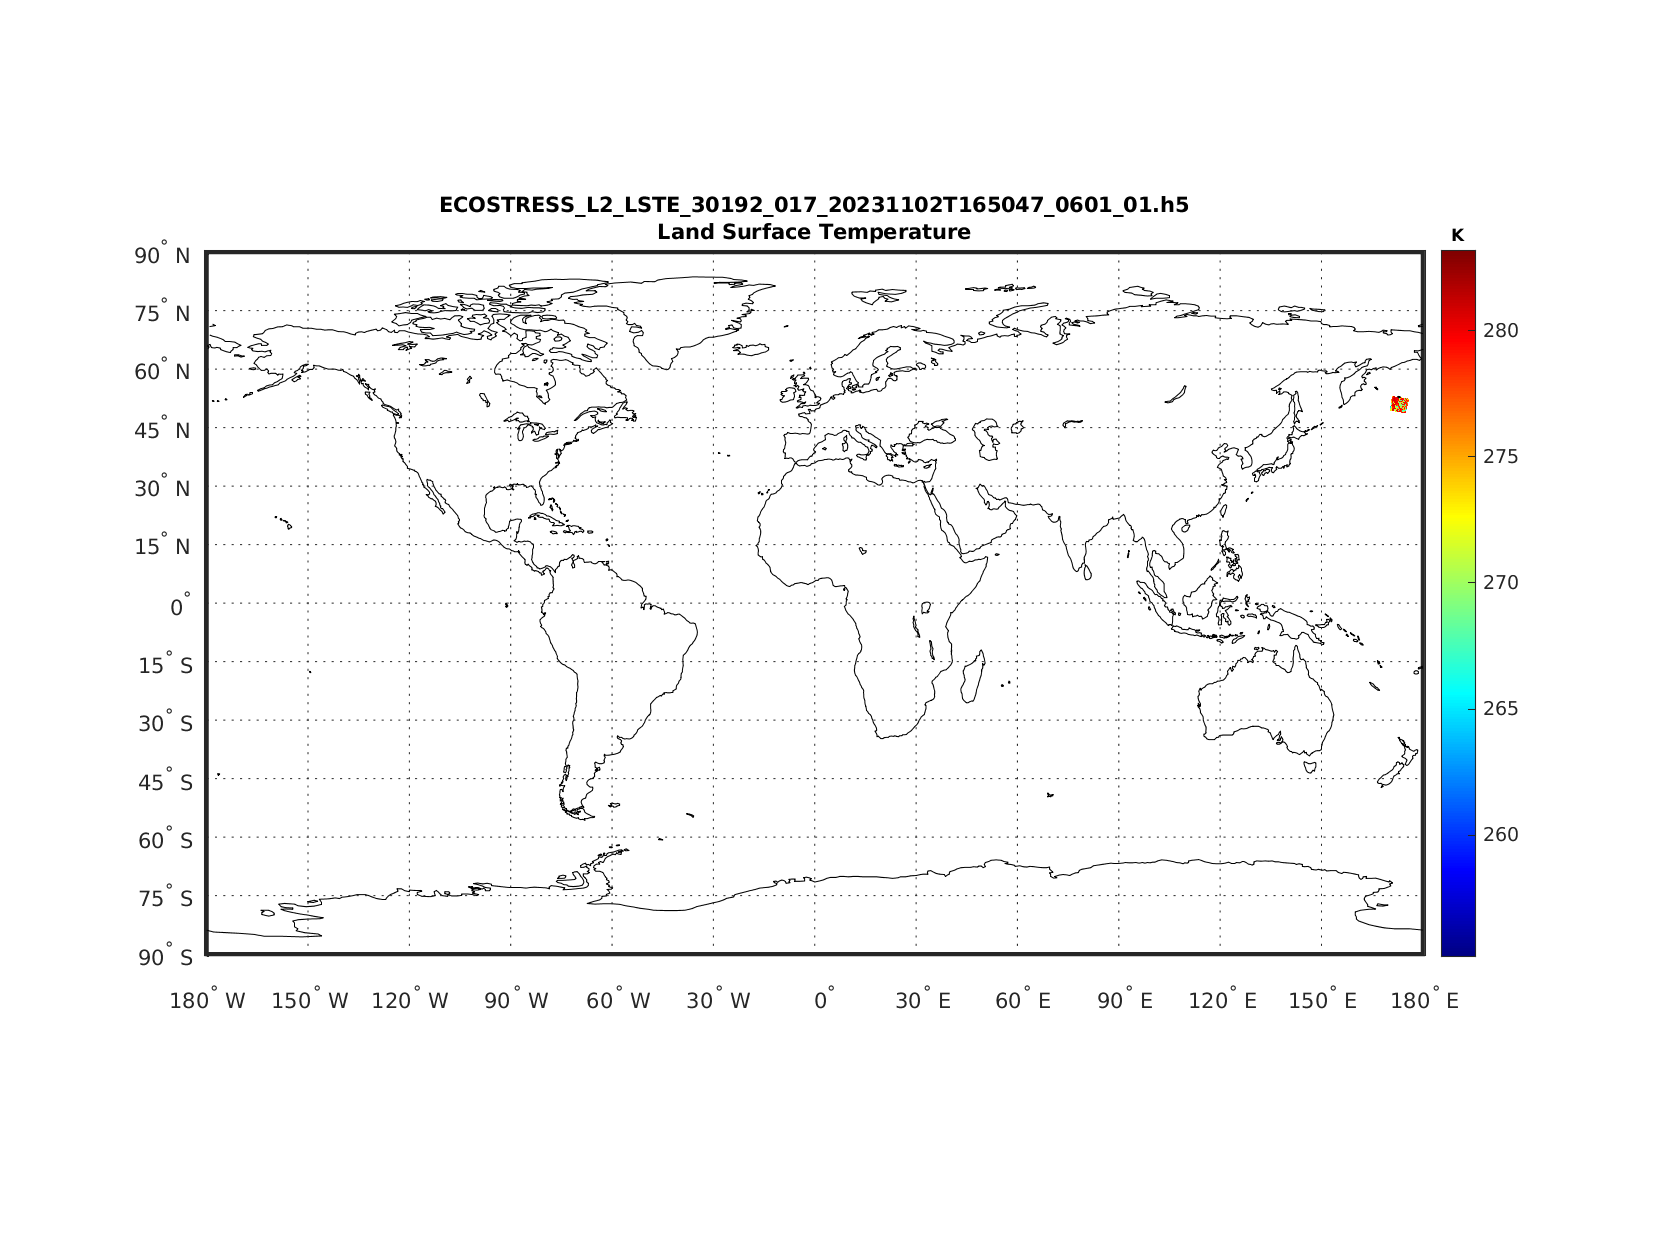 ECOSTRESS_L2_LSTE_30192_017_20231102T165047_0601_01.h5
Land Surface Temperature
K
90° N
75° N
60° N
45° N
30° N
15° N
0°
15° S
30° S
45° S
60° S
75° S
90° S
180° W 150° W 120° W 90° W 60° W 30° W 0° 30° E 60° E 90° E 120° E 150° E 180° E
280
275
270
265
260